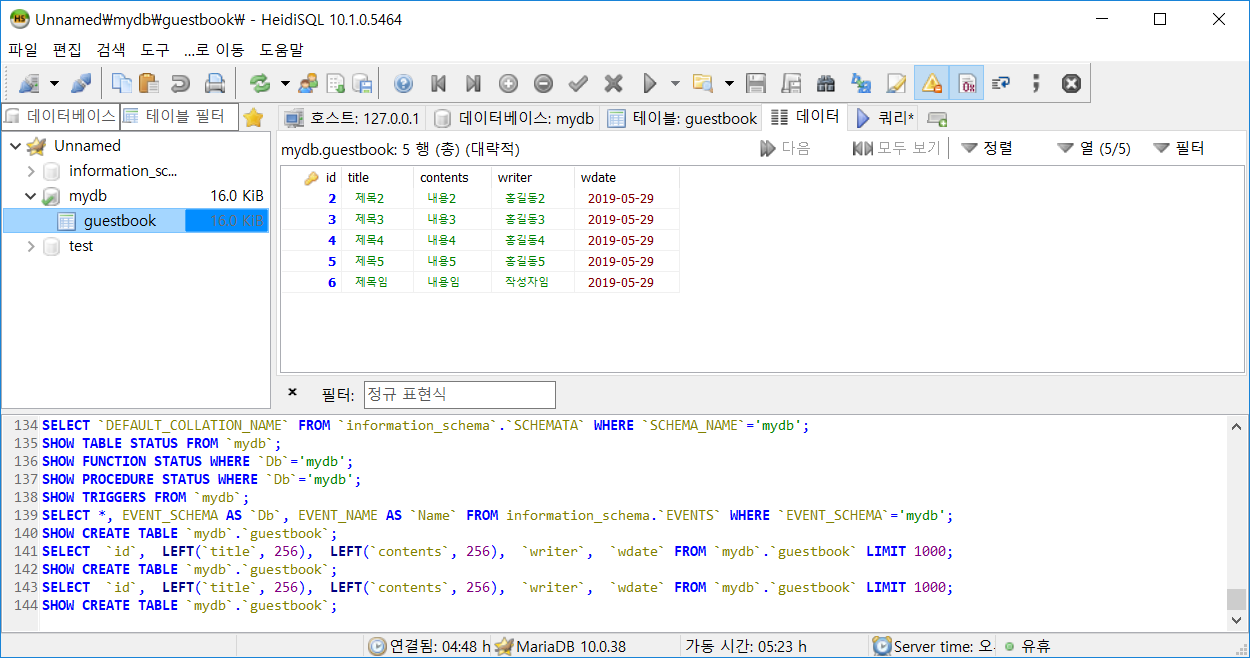 Unnamed₩mydb₩guestbook₩ - HeidiSQL 10.1.0.5464
파일 편집 검색 도구 ...로 이동 도움말
데이터베이스 테이블 필터
호스트: 127.0.0.1 데이터베이스: mydb 테이블: guestbook 데이터 쿼리*
Unnamed
information_sc...
mydb 16.0 KiB
guestbook 16.0 KiB
test
mydb.guestbook: 5 행 (총) (대략적) 다음 모두 보기 정렬 열 (5/5) 필터
id title contents writer wdate
2 제목2 내용2 홍길동2 2019-05-29
3 제목3 내용3 홍길동3 2019-05-29
4 제목4 내용4 홍길동4 2019-05-29
5 제목5 내용5 홍길동5 2019-05-29
6 제목임 내용임 작성자임 2019-05-29
× 필터: 정규 표현식
134 SELECT `DEFAULT_COLLATION_NAME` FROM `information_schema`.`SCHEMATA` WHERE `SCHEMA_NAME`='mydb';
135 SHOW TABLE STATUS FROM `mydb`;
136 SHOW FUNCTION STATUS WHERE `Db`='mydb';
137 SHOW PROCEDURE STATUS WHERE `Db`='mydb';
138 SHOW TRIGGERS FROM `mydb`;
139 SELECT *, EVENT_SCHEMA AS `Db`, EVENT_NAME AS `Name` FROM information_schema.`EVENTS` WHERE `EVENT_SCHEMA`='mydb';
140 SHOW CREATE TABLE `mydb`.`guestbook`;
141 SELECT  `id`,  LEFT(`title`, 256),  LEFT(`contents`, 256),  `writer`,  `wdate` FROM `mydb`.`guestbook` LIMIT 1000;
142 SHOW CREATE TABLE `mydb`.`guestbook`;
143 SELECT  `id`,  LEFT(`title`, 256),  LEFT(`contents`, 256),  `writer`,  `wdate` FROM `mydb`.`guestbook` LIMIT 1000;
144 SHOW CREATE TABLE `mydb`.`guestbook`;
연결됨: 04:48 h MariaDB 10.0.38 가동 시간: 05:23 h Server time: 오 유휴